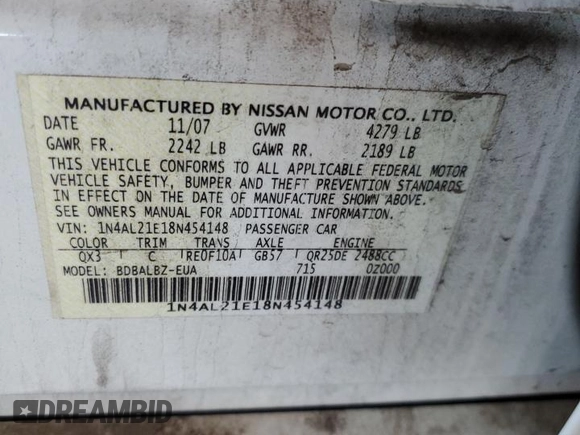 MANUFACTURED BY NISSAN MOTOR CO., LTD.
DATE 11/07 GVWR 4279 LB
GAWR FR. 2242 LB GAWR RR. 2189 LB
THIS VEHICLE CONFORMS TO ALL APPLICABLE FEDERAL MOTOR
VEHICLE SAFETY, BUMPER AND THEFT PREVENTION STANDARDS
IN EFFECT ON THE DATE OF MANUFACTURE SHOWN ABOVE.
SEE OWNERS MANUAL FOR ADDITIONAL INFORMATION.
VIN: 1N4AL21E18N454148 PASSENGER CAR
COLOR TRIM TRANS AXLE ENGINE
QX3 C RE0F10A GB57 QR25DE 2488CC
MODEL: BDBALBZ-EUA 715 0Z000
1N4AL21E18N454148
DREAMBID